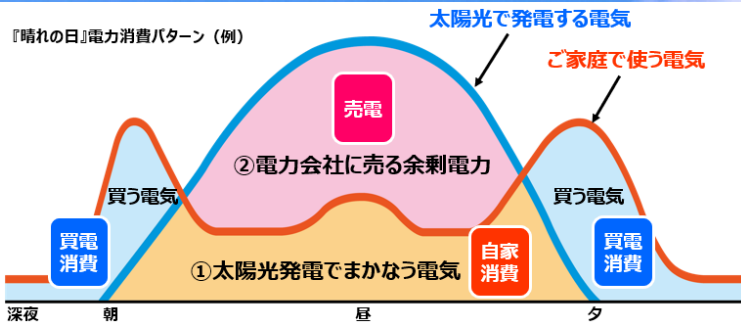 『晴れの日』電力消費パターン（例）
太陽光で発電する電気
ご家庭で使う電気
売電
②電力会社に売る余剰電力
買う電気
買う電気
買電
消費
①太陽光発電でまかなう電気
自家
消費
買電
消費
深夜
朝
昼
夕